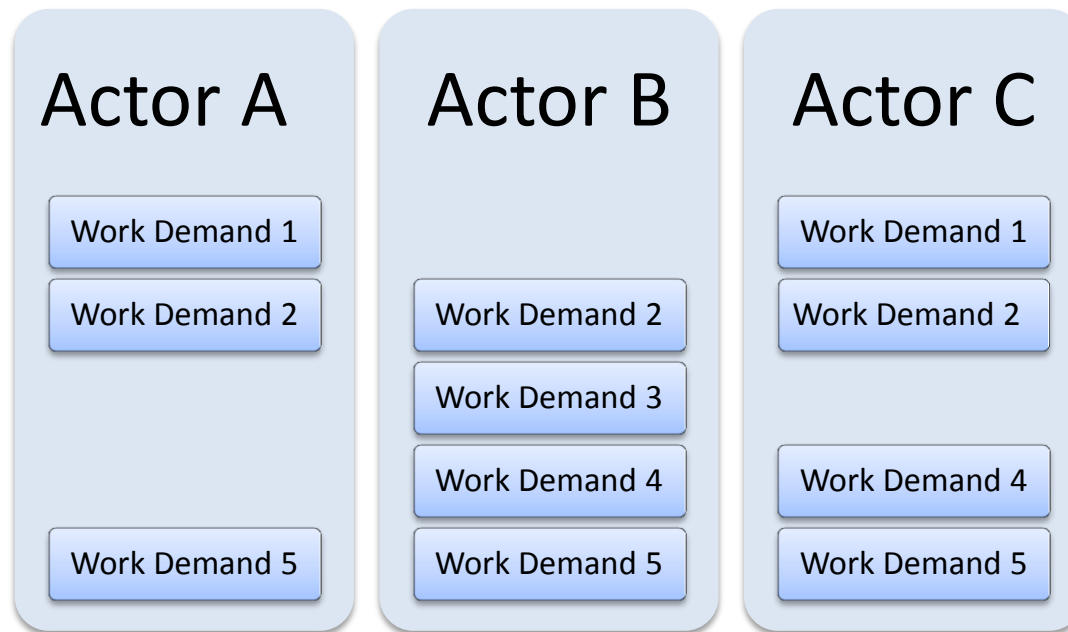 Actor A
Work Demand 1
Work Demand 2
Work Demand 5
Actor B
Work Demand 2
Work Demand 3
Work Demand 4
Work Demand 5
Actor C
Work Demand 1
Work Demand 2
Work Demand 4
Work Demand 5